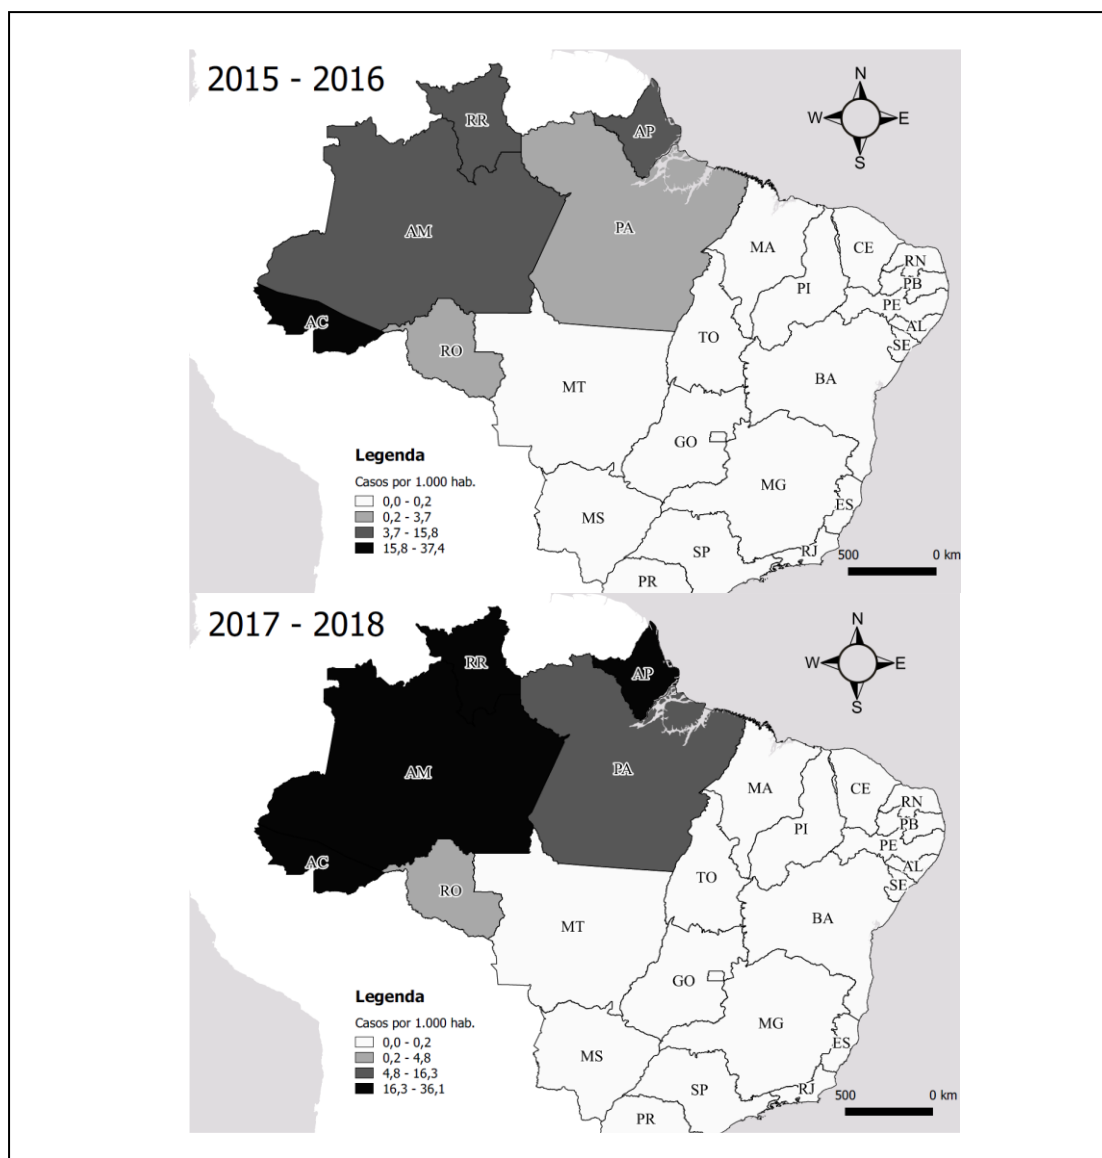 2015 - 2016
N
W
E
S
RR
AP
AM
PA
MA
CE
RN
PB
PI
PE
AL
SE
AC
TO
RO
BA
MT
GO
MG
ES
MS
SP
RJ
PR
Legenda
Casos por 1.000 hab.
0,0 - 0,2
0,2 - 3,7
3,7 - 15,8
15,8 - 37,4
500 0 km
2017 - 2018
N
W
E
S
RR
AP
AM
PA
MA
CE
RN
PB
PI
PE
AL
SE
AC
TO
RO
BA
MT
GO
MG
ES
MS
SP
RJ
PR
Legenda
Casos por 1.000 hab.
0,0 - 0,2
0,2 - 4,8
4,8 - 16,3
16,3 - 36,1
500 0 km